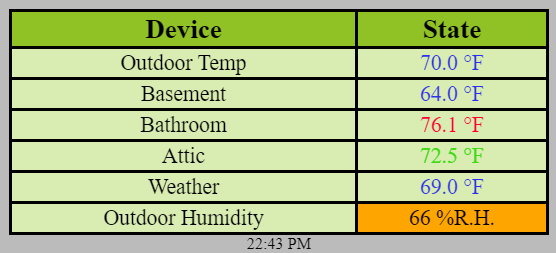 Device State
Outdoor Temp 70.0 °F
Basement 64.0 °F
Bathroom 76.1 °F
Attic 72.5 °F
Weather 69.0 °F
Outdoor Humidity 66 %R.H.
22:43 PM